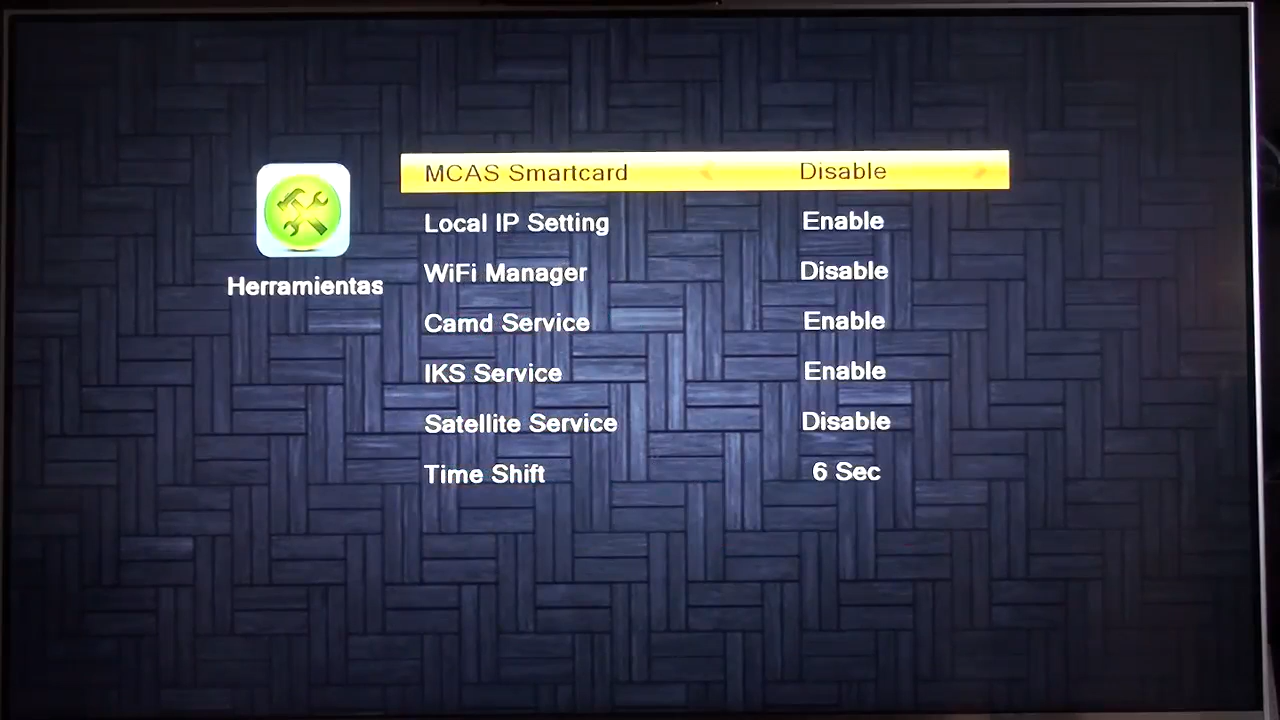 MCAS Smartcard Disable
Local IP Setting Enable
Herramientas
WiFi Manager Disable
Camd Service Enable
IKS Service Enable
Satellite Service Disable
Time Shift 6 Sec